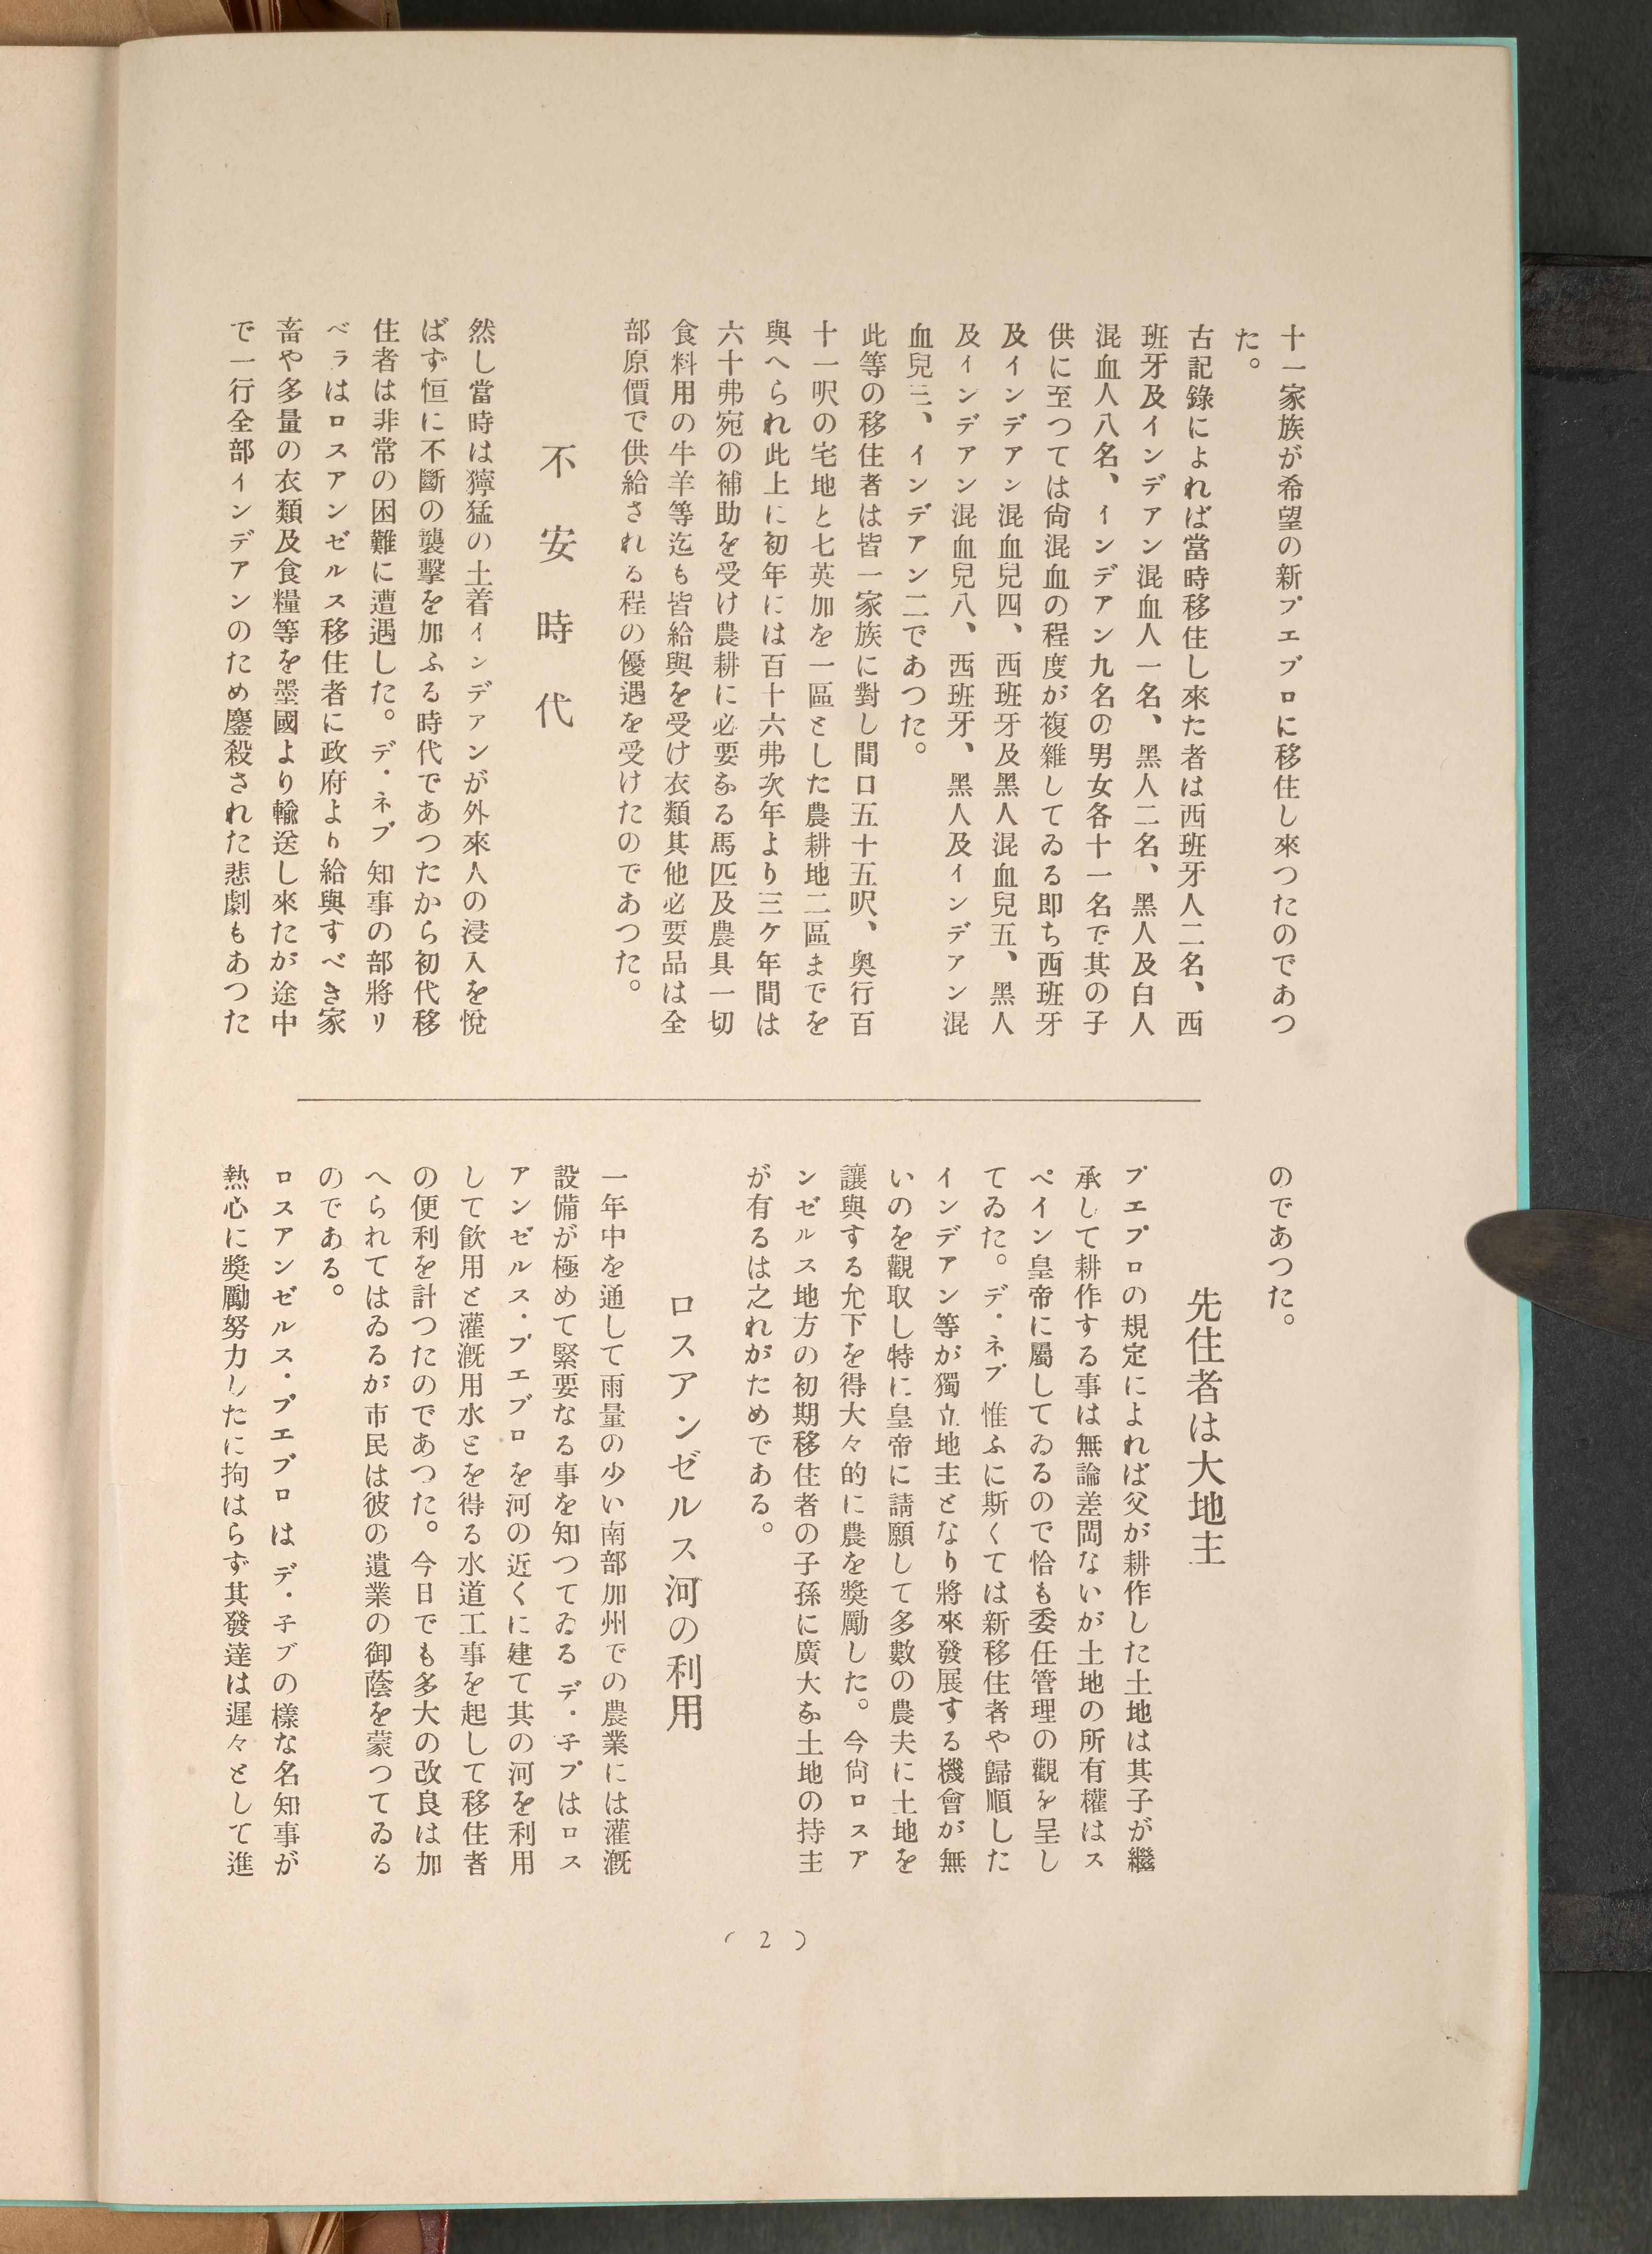 十一家族が希望の新プエブロに移住し來つたのであつ
た。
古記錄によれば當時移住し來た者は西班牙人二名、西
班牙及インデアン混血人一名、黑人二名、黑人及白人
混血人八名、インデアン九名の男女各十一名で其の子
供に至つては尙混血の程度が複雜してゐる卽ち西班牙
及インデアン混血兒四、西班牙及黑人混血兒五、黑人
及インデアン混血兒八、西班牙、黑人及インデアン混
血兒三、インデアン二であつた。
此等の移住者は皆一家族に對し間口五十五呎、奧行百
十一呎の宅地と七英加を一區とした農耕地二區までを
與へられ此上に初年には百十六弗次年より三ケ年間は
六十弗宛の補助を受け農耕に必要なる馬匹及農具一切
食料用の牛羊等迄も皆給與を受け衣類其他必要品は全
部原價で供給される程の優遇を受けたのであつた。
不安時代
然し當時は獰猛の土着インデアンが外來人の浸入を悅
ばず恒に不斷の襲擊を加ふる時代であつたから初代移
住者は非常の困難に遭遇した。デ・ネブ知事の部將リ
ベラはロスアンゼルス移住者に政府より給與すべき家
畜や多量の衣類及食糧等を墨國より輸送し來たが途中
で一行全部インデアンのため鏖殺された悲劇もあつた
のであつた。
先住者は大地主
プエブロの規定によれば父が耕作した土地は其子が繼
承して耕作する事は無論差閊ないが土地の所有權はス
ペイン皇帝に屬してゐるので恰も委任管理の觀を呈し
てゐた。デ・ネブ惟ふに斯くては新移住者や歸順した
インデアン等が獨立地主となり將來發展する機會が無
いのを觀取し特に皇帝に請願して多數の農夫に土地を
讓與する允下を得大々的に農を獎勵した。今尙ロスア
ンゼルス地方の初期移住者の子孫に廣大な土地の持主
が有るは之れがためである。
ロスアンゼルス河の利用
一年中を通して雨量の少い南部加州での農業には灌漑
設備が極めて緊要なる事を知つてゐるデ・子ブはロス
アンゼルス・プエブロを河の近くに建て其の河を利用
して飮用と灌漑用水とを得る水道工事を起して移住者
の便利を計つたのであつた。今日でも多大の改良は加
へられてはゐるが市民は彼の遺業の御蔭を蒙つてゐる
のである。
ロスアンゼルス・プエブロはデ・子ブの樣な名知事が
熱心に獎勵努力したに拘はらず其發達は遲々として進
(2)